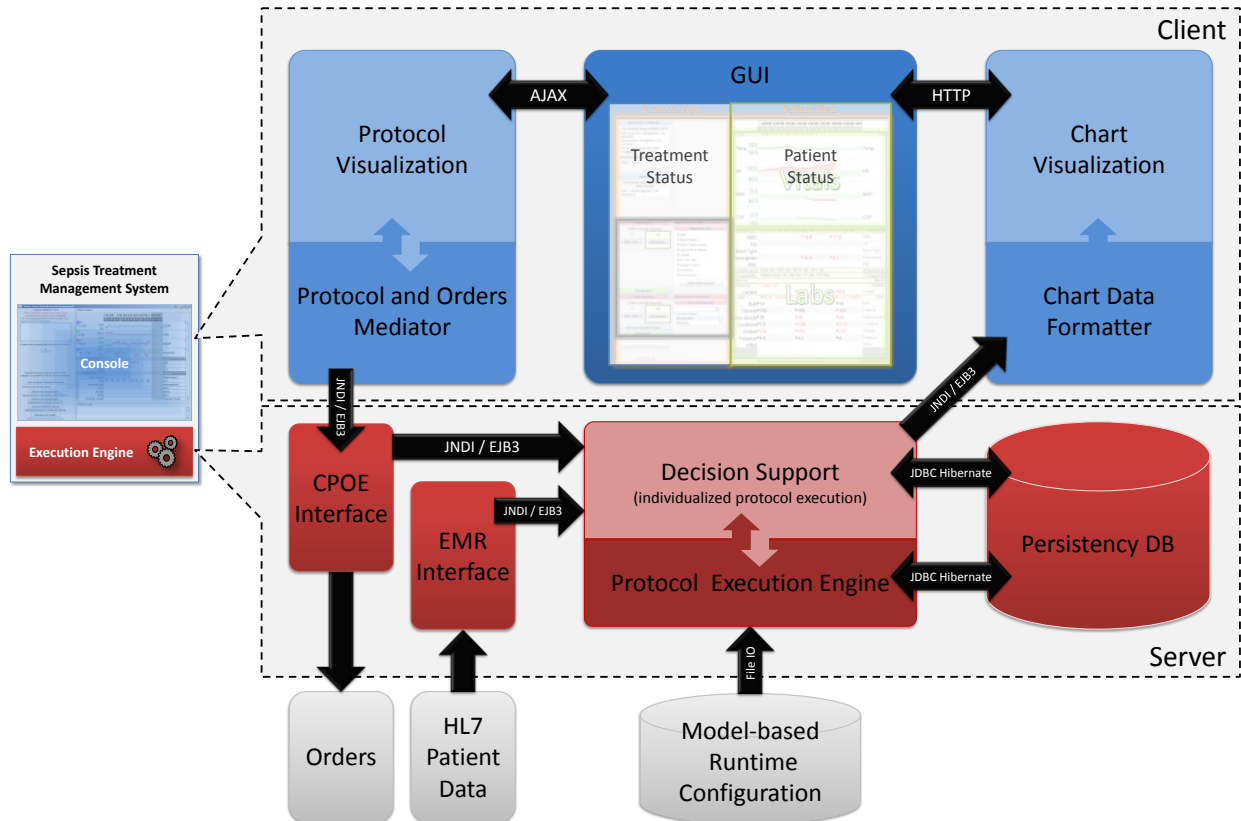 Client
GUI
AJAX
HTTP
Protocol
Visualization
Treatment
Status
Patient
Status
Vitals
Labs
Chart
Visualization
Protocol and Orders
Mediator
Chart Data
Formatter
Sepsis Treatment
Management System
Console
Execution Engine
JNDI / EJB3
JNDI / EJB3
JNDI / EJB3
JNDI / EJB3
CPOE
Interface
EMR
Interface
Decision Support
(individualized protocol execution)
Protocol Execution Engine
JDBC Hibernate
JDBC Hibernate
Persistency DB
File IO
Server
Orders
HL7
Patient
Data
Model-based
Runtime
Configuration